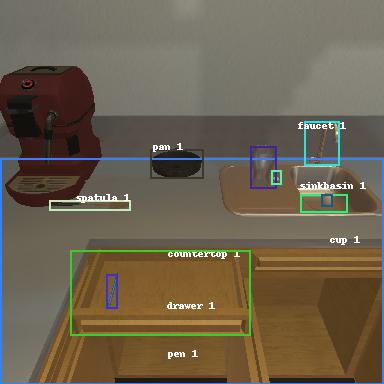 faucet 1
pan 1
sinkbasin 1
spatula 1
cup 1
countertop 1
drawer 1
pen 1